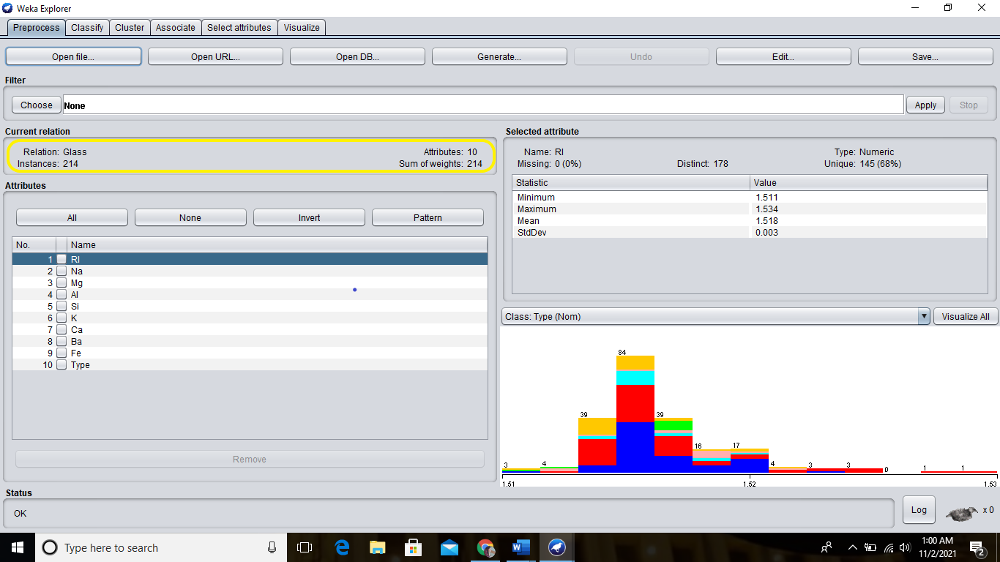 Weka Explorer
Preprocess Classify Cluster Associate Select attributes Visualize
Open file... Open URL... Open DB... Generate... Undo Edit... Save...
Filter
Choose None Apply Stop
Current relation
Relation: Glass Attributes: 10
Instances: 214 Sum of weights: 214
Attributes
All None Invert Pattern
No. Name
1 RI
2 Na
3 Mg
4 Al
5 Si
6 K
7 Ca
8 Ba
9 Fe
10 Type
Remove
Selected attribute
Name: RI Type: Numeric
Missing: 0 (0%) Distinct: 178 Unique: 145 (68%)
Statistic Value
Minimum 1.511
Maximum 1.534
Mean 1.518
StdDev 0.003
Class: Type (Nom) Visualize All
3 4 39 84 39 16 17 4 3 3 0 1 1
1.51 1.52 1.53
Status
OK Log x 0
Type here to search
1:00 AM
11/2/2021
2